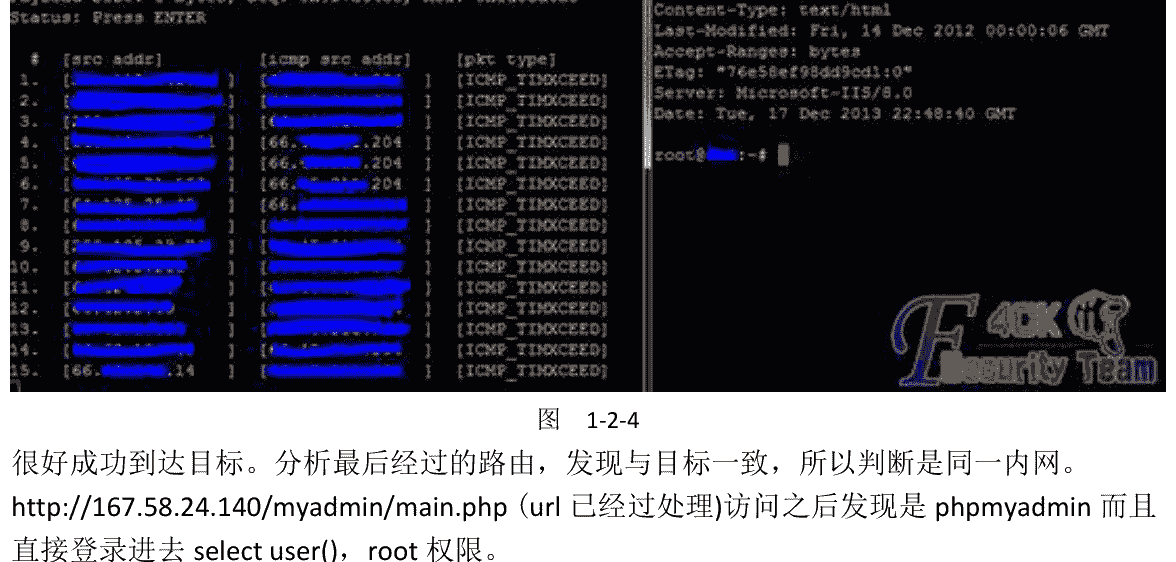 Status: Press ENTER
# [src addr] [icmp src addr] [pkt type]
1. [ ] [ ] [ICMP_TIMXCEED]
2. [ ] [ ] [ICMP_TIMXCEED]
3. [ ] [ ] [ICMP_TIMXCEED]
4. [ ] [66. .204 ] [ICMP_TIMXCEED]
5. [ ] [66. .204 ] [ICMP_TIMXCEED]
6. [ ] [66. .204 ] [ICMP_TIMXCEED]
7. [ ] [66. ] [ICMP_TIMXCEED]
8. [ ] [ ] [ICMP_TIMXCEED]
9. [ ] [ ] [ICMP_TIMXCEED]
10. [ ] [ ] [ICMP_TIMXCEED]
11. [ ] [ ] [ICMP_TIMXCEED]
12. [ ] [ ] [ICMP_TIMXCEED]
13. [ ] [ ] [ICMP_TIMXCEED]
14. [ ] [ ] [ICMP_TIMXCEED]
15. [66. .14 ] [ ] [ICMP_TIMXCEED]
Content-Type: text/html
Last-Modified: Fri, 14 Dec 2012 00:00:06 GMT
Accept-Ranges: bytes
ETag: "76e58ef98dd9cd1:0"
Server: Microsoft-IIS/8.0
Date: Tue, 17 Dec 2013 22:48:40 GMT
root@ :~#
F4CK
Security Team
图 1-2-4
很好成功到达目标。分析最后经过的路由，发现与目标一致，所以判断是同一内网。
http://167.58.24.140/myadmin/main.php（url 已经过处理)访问之后发现是 phpmyadmin 而且
直接登录进去 select user()，root 权限。